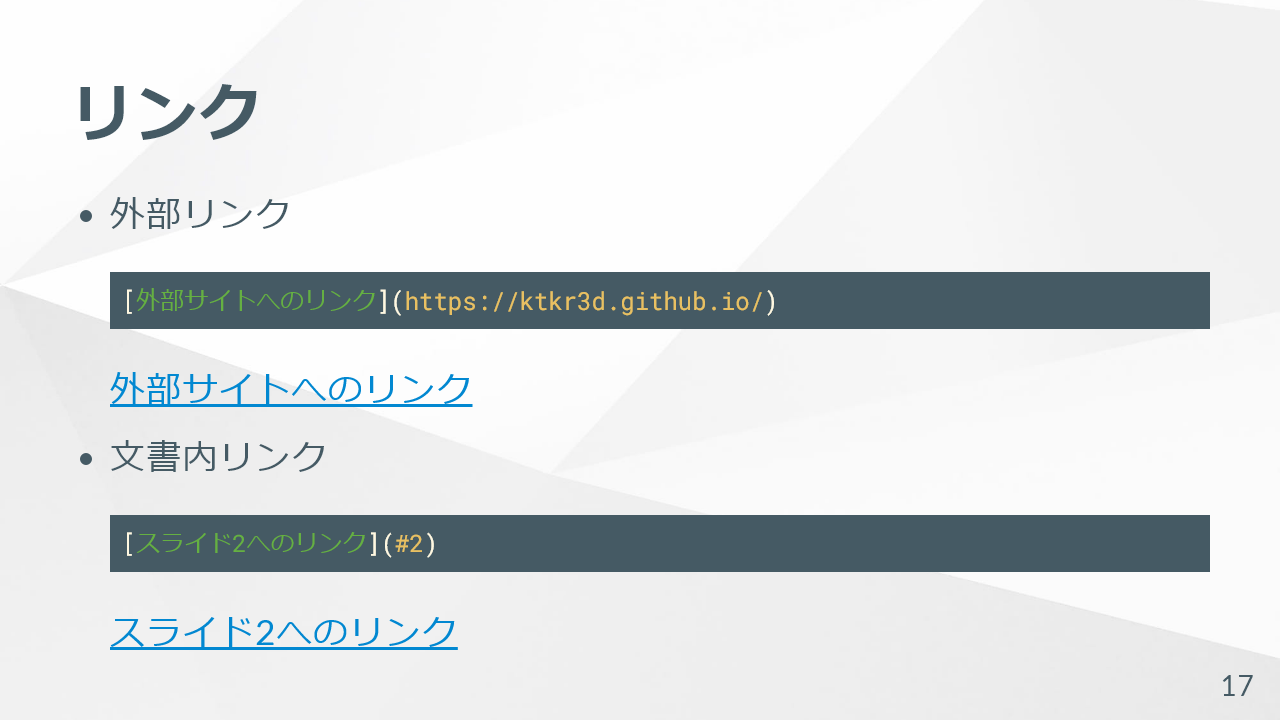 リンク
• 外部リンク
[外部サイトへのリンク](https://ktkr3d.github.io/)
外部サイトへのリンク
• 文書内リンク
[スライド2へのリンク](#2)
スライド2へのリンク
17